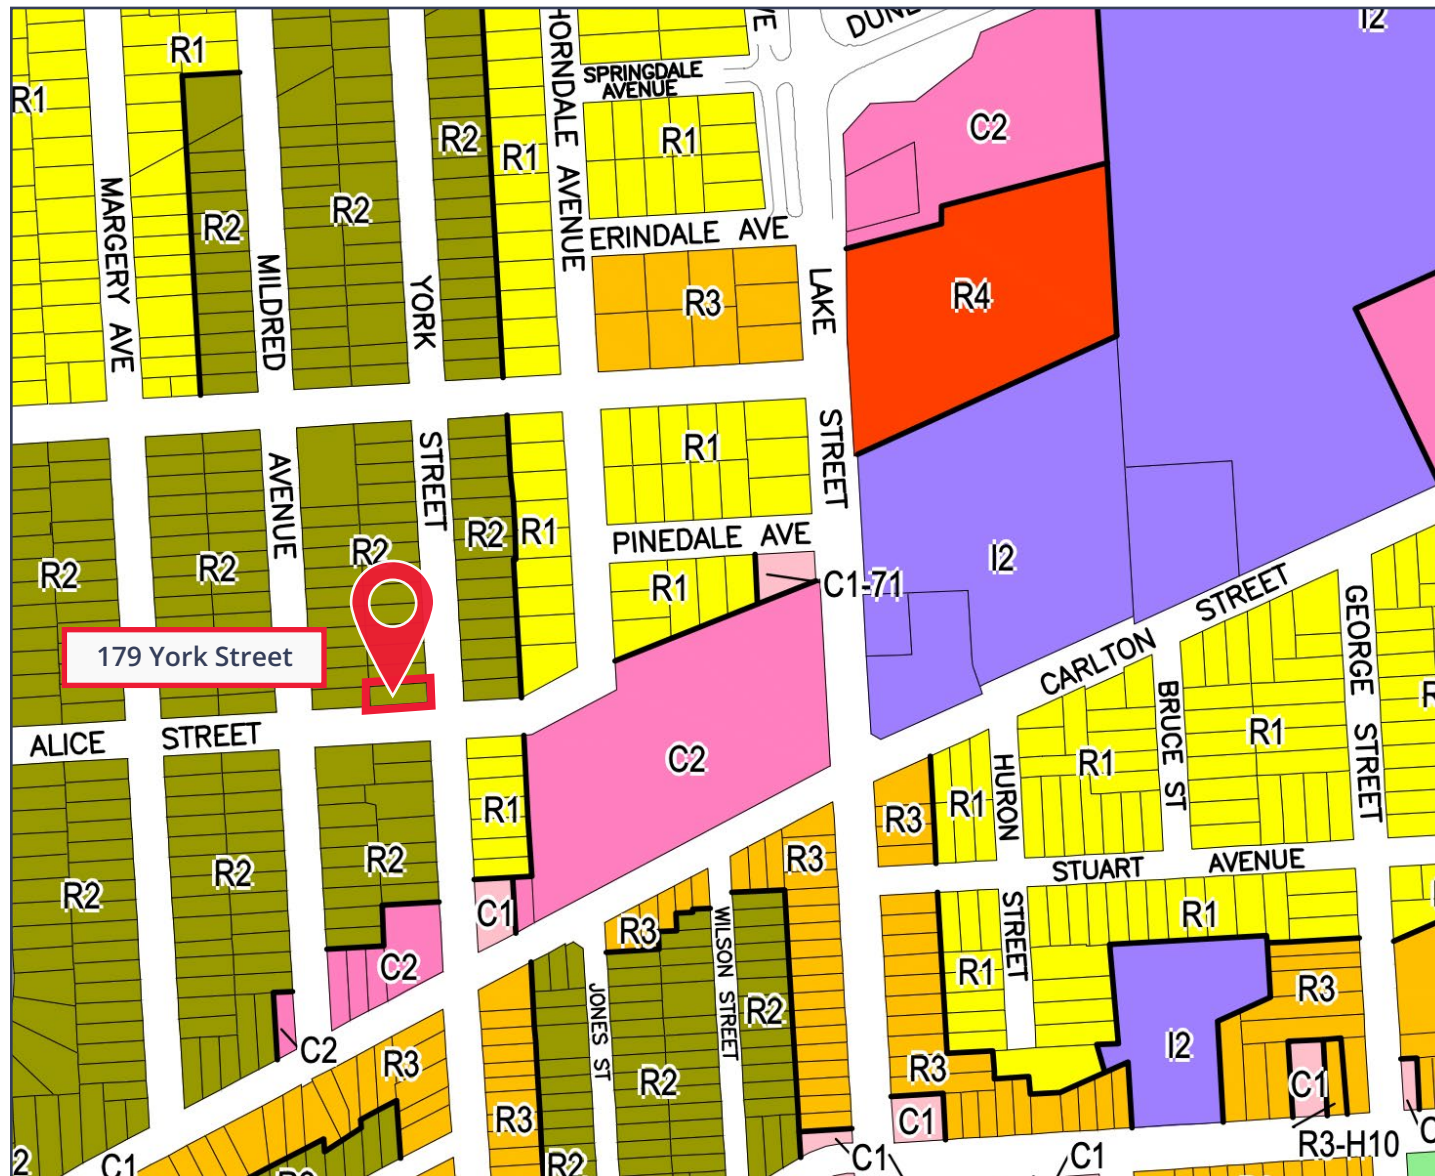 I2
DUN
R1
R1
HORNDALE AVENUE
SPRINGDALE
AVENUE
C2
R2
R1
R1
MARGERY AVE
R2
R2
ERINDALE AVE
MILDRED
YORK
LAKE
R3
R4
STREET
STREET
R1
AVENUE
R2
R2
R2
R2
R1
PINEDALE AVE
I2
R1
C1-71
STREET
GEORGE STREET
179 York Street
CARLTON
BRUCE ST
ALICE
STREET
C2
R1
R1
HURON
R1
R3
R1
R2
R2
R2
R3
STUART
AVENUE
C1
R3
R1
WILSON STREET
STREET
C2
R1
R3
JONES ST
R2
I2
C2
R3
R2
R3
C1
R3
C1
R3-H10
C1
C1
C1
R2